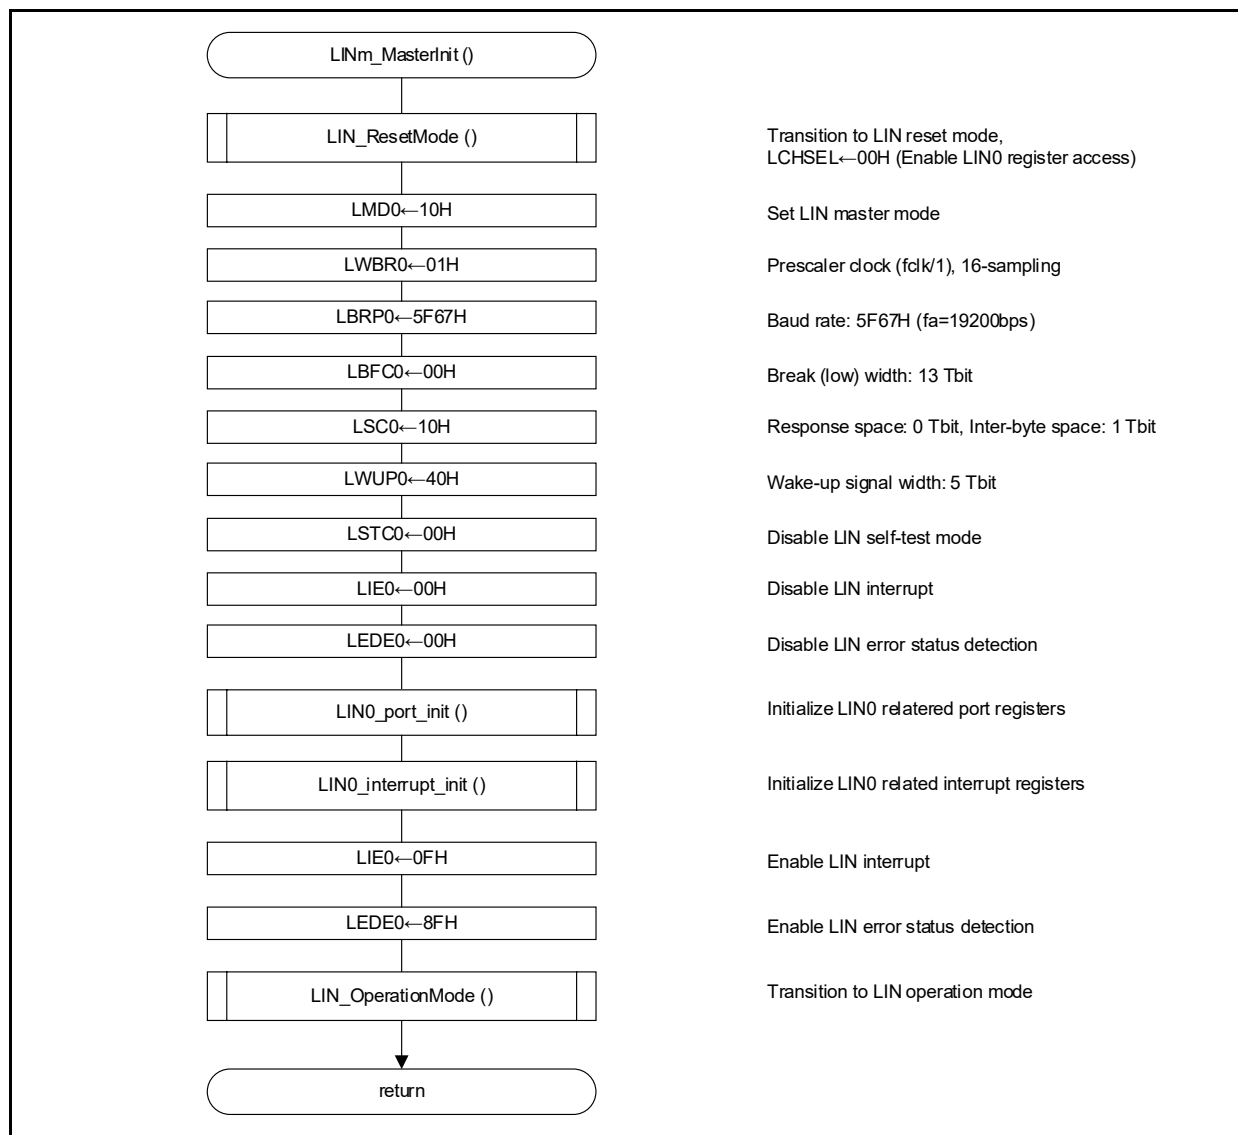 LINm_MasterInit ()
LIN_ResetMode ()
Transition to LIN reset mode,
LCHSEL←00H (Enable LIN0 register access)
LMD0←10H
Set LIN master mode
LWBR0←01H
Prescaler clock (fclk/1), 16-sampling
LBRP0←5F67H
Baud rate: 5F67H (fa=19200bps)
LBFC0←00H
Break (low) width: 13 Tbit
LSC0←10H
Response space: 0 Tbit, Inter-byte space: 1 Tbit
LWUP0←40H
Wake-up signal width: 5 Tbit
LSTC0←00H
Disable LIN self-test mode
LIE0←00H
Disable LIN interrupt
LEDE0←00H
Disable LIN error status detection
LIN0_port_init ()
Initialize LIN0 relatered port registers
LIN0_interrupt_init ()
Initialize LIN0 related interrupt registers
LIE0←0FH
Enable LIN interrupt
LEDE0←8FH
Enable LIN error status detection
LIN_OperationMode ()
Transition to LIN operation mode
return